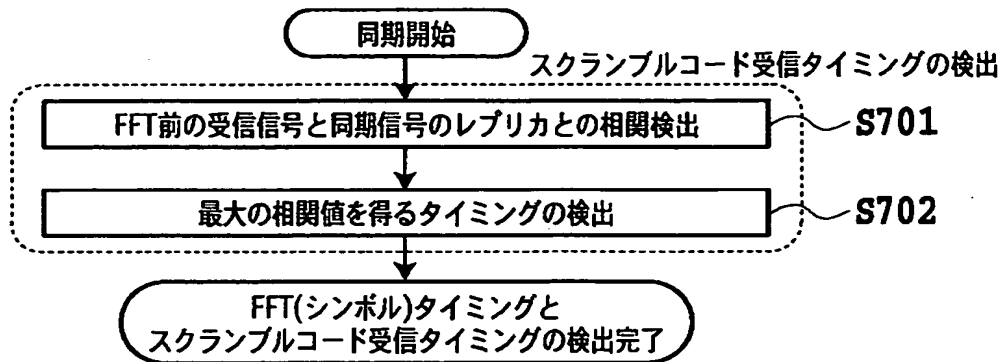 同期開始
スクランブルコード受信タイミングの検出
FFT前の受信信号と同期信号のレプリカとの相関検出
S701
最大の相関値を得るタイミングの検出
S702
FFT(シンボル)タイミングと
スクランブルコード受信タイミングの検出完了